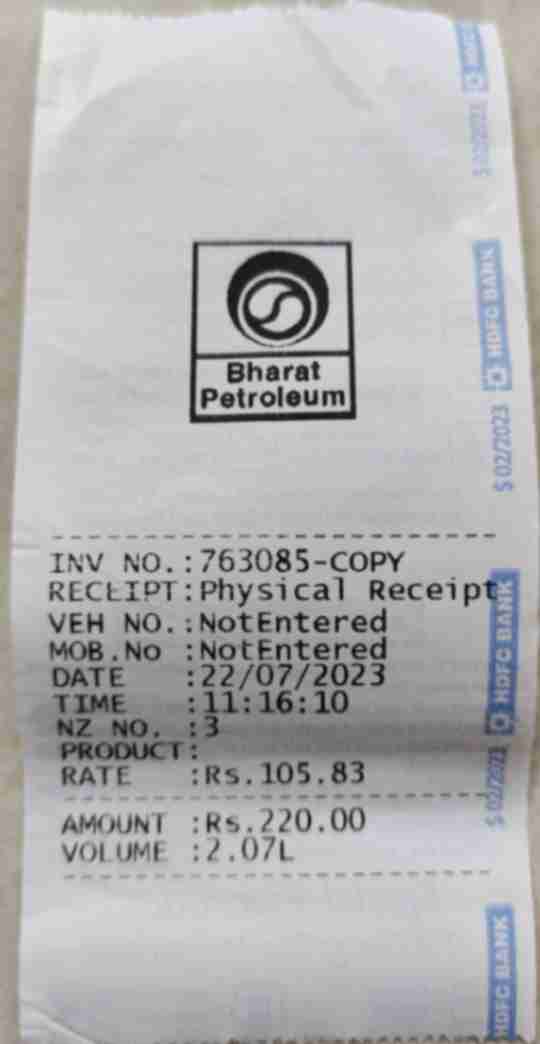 Bharat
Petroleum
INV NO.:763085-COPY
RECEIPT:Physical Receipt
VEH NO.:NotEntered
MOB.No :NotEntered
DATE :22/07/2023
TIME :11:16:10
NZ NO. :3
PRODUCT:
RATE :Rs.105.83
AMOUNT :Rs.220.00
VOLUME :2.07L
HDFC BANK
$ 02/2023
HDFC BANK
$ 02/2023
HDFC BANK
$ 02/2023
HDFC BANK